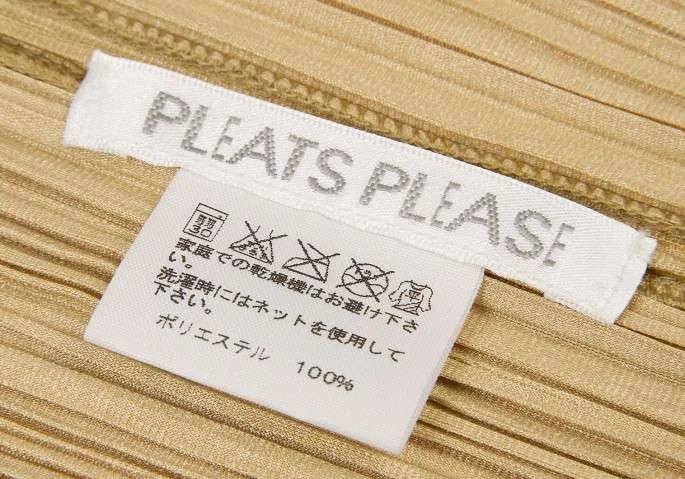 PLEATS PLEASE
家庭での乾燥機はお避け下さ
い。
洗濯時にはネットを使用して
下さい。
ポリエステル 100%